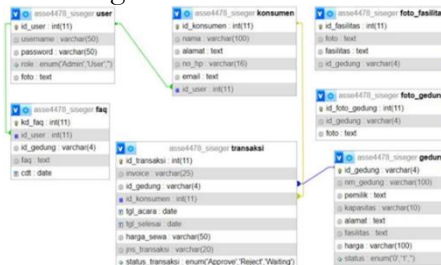 asse4478_siseger user
id_user : int(11)
username : varchar(50)
password : varchar(50)
role : enum('Admin','User','')
foto : text
asse4478_siseger konsumen
id_konsumen : int(11)
nama : varchar(100)
alamat : text
no_hp : varchar(16)
email : text
id_user : int(11)
asse4478_siseger foto_fasilita
id_fasilitas : int(11)
foto : text
fasilitas : text
id_gedung : varchar(4)
asse4478_siseger faq
kd_faq : int(11)
id_user : int(11)
id_gedung : varchar(4)
faq : text
cdt : date
asse4478_siseger transaksi
id_transaksi : int(11)
invoice : varchar(25)
id_gedung : varchar(4)
id_konsumen : int(11)
tgl_acara : date
tgl_selesai : date
harga_sewa : varchar(50)
jns_transaksi : varchar(20)
status_transaksi : enum('Approve','Reject','Waiting')
asse4478_siseger foto_gedun
id_foto_gedung : int(11)
id_gedung : varchar(4)
foto : text
asse4478_siseger gedun
id_gedung : varchar(4)
nm_gedung : varchar(100)
pemilik : text
kapasitas : varchar(10)
alamat : text
fasilitas : text
harga : varchar(100)
status : enum('0','1','')